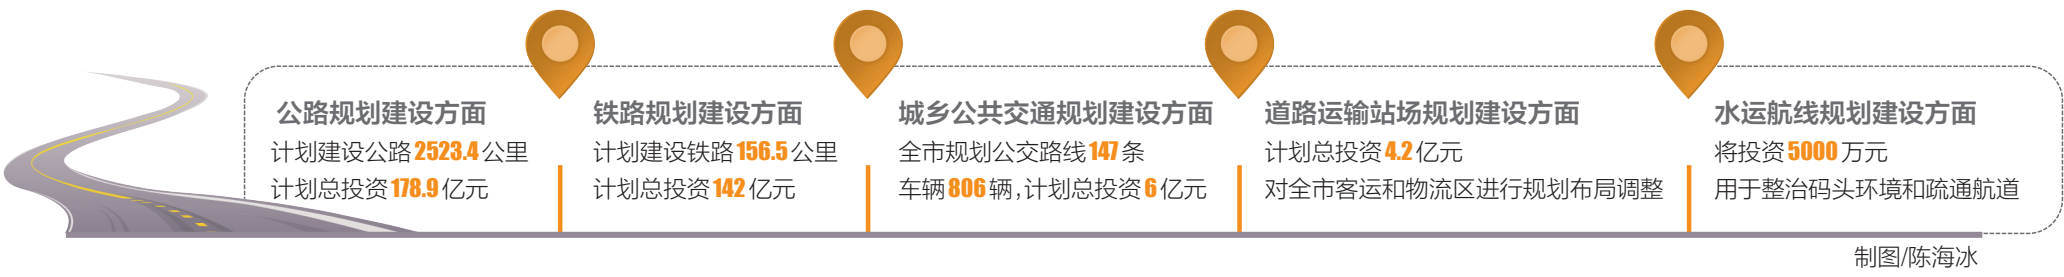 公路规划建设方面
计划建设公路2523.4公里
计划总投资178.9亿元
铁路规划建设方面
计划建设铁路156.5公里
计划总投资142亿元
城乡公共交通规划建设方面
全市规划公交路线147条
车辆806辆,计划总投资6亿元
道路运输站场规划建设方面
计划总投资4.2亿元
对全市客运和物流区进行规划布局调整
水运航线规划建设方面
将投资5000万元
用于整治码头环境和疏通航道
制图/陈海冰